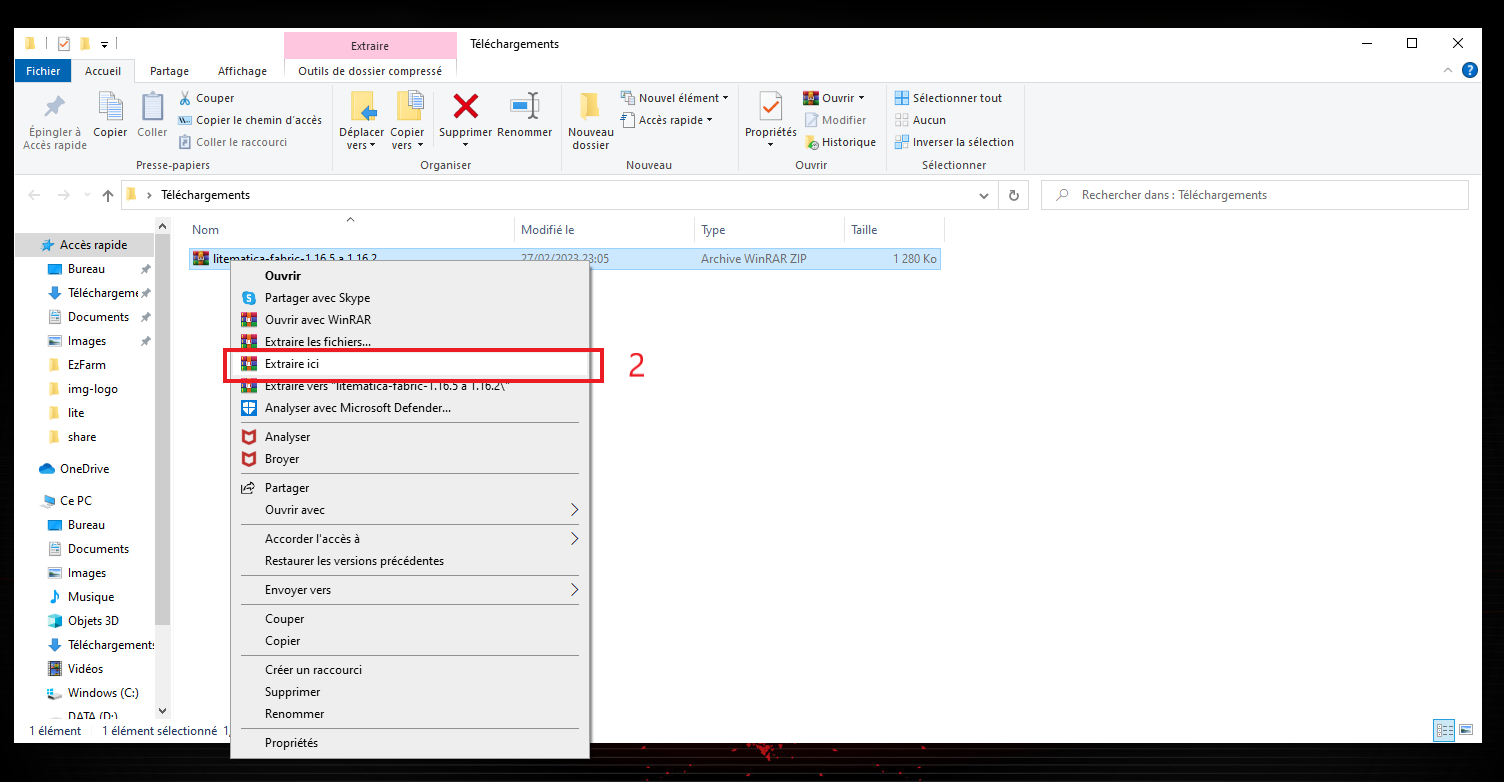 Extraire
Téléchargements
Fichier
Accueil
Partage
Affichage
Outils de dossier compressé
Épingler à
Accès rapide
Copier
Coller
Couper
Copier le chemin d'accès
Coller le raccourci
Presse-papiers
Déplacer
vers
Copier
vers
Supprimer
Renommer
Organiser
Nouveau
dossier
Nouvel élément
Accès rapide
Nouveau
Propriétés
Ouvrir
Modifier
Historique
Ouvrir
Sélectionner tout
Aucun
Inverser la sélection
Sélectionner
Téléchargements
Rechercher dans : Téléchargements
Nom
Modifié le
Type
Taille
litematica-fabric-1.16.5 a 1.16.2
27/02/2023 23:05
Archive WinRAR ZIP
1 280 Ko
Accès rapide
Bureau
Téléchargeme
Documents
Images
EzFarm
img-logo
lite
share
OneDrive
Ce PC
Bureau
Documents
Images
Musique
Objets 3D
Téléchargements
Vidéos
Windows (C:)
DATA (D:)
Ouvrir
Partager avec Skype
Ouvrir avec WinRAR
Extraire les fichiers...
Extraire ici
2
Extraire vers "litematica-fabric-1.16.5 a 1.16.2\"
Analyser avec Microsoft Defender...
Analyser
Broyer
Partager
Ouvrir avec
Accorder l'accès à
Restaurer les versions précédentes
Envoyer vers
Couper
Copier
Créer un raccourci
Supprimer
Renommer
Propriétés
1 élément
1 élément sélectionné 1,